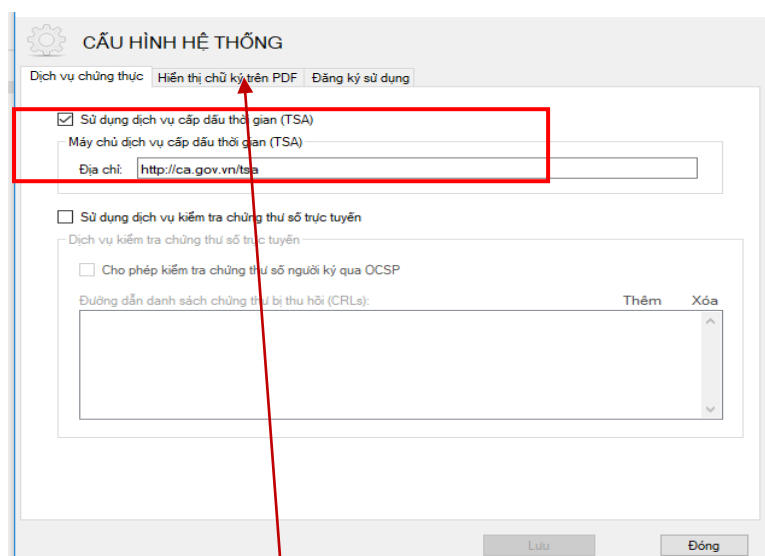 CẤU HÌNH HỆ THỐNG
Dịch vụ chứng thực Hiển thị chữ ký trên PDF Đăng ký sử dụng
Sử dụng dịch vụ cấp dấu thời gian (TSA)
Máy chủ dịch vụ cấp dấu thời gian (TSA)
Địa chỉ: http://ca.gov.vn/tsa
Sử dụng dịch vụ kiểm tra chứng thư số trực tuyến
Dịch vụ kiểm tra chứng thư số trực tuyến
Cho phép kiểm tra chứng thư số người ký qua OCSP
Đường dẫn danh sách chứng thư bị thu hồi (CRLs): Thêm Xóa
Lưu Đóng